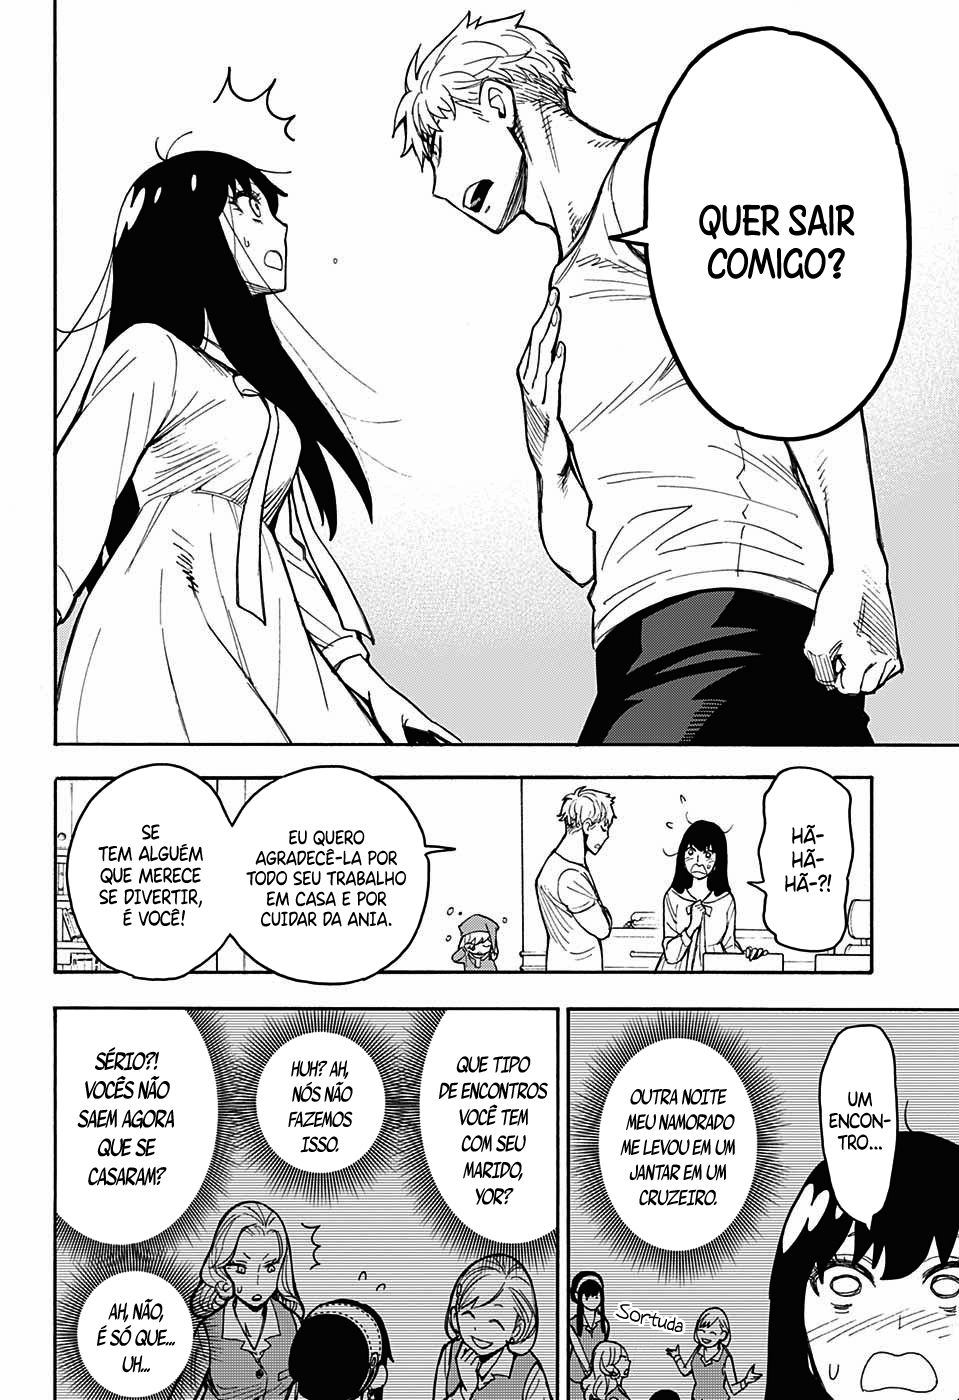 QUER SAIR
COMIGO?
HÃ-
HÃ-
HÃ-?!
EU QUERO
AGRADECÊ-LA POR
TODO SEU TRABALHO
EM CASA E POR
CUIDAR DA ANIA.
SE
TEM ALGUÉM
QUE MERECE
SE DIVERTIR,
É VOCÊ!
UM
ENCON-
TRO...
OUTRA NOITE
MEU NAMORADO
ME LEVOU EM UM
JANTAR EM UM
CRUZEIRO.
Sortuda
QUE TIPO
DE ENCONTROS
VOCÊ TEM
COM SEU
MARIDO,
YOR?
HUH? AH,
NÓS NÃO
FAZEMOS
ISSO.
SÉRIO?!
VOCÊS NÃO
SAEM AGORA
QUE SE
CASARAM?
AH, NÃO,
É SÓ QUE...
UH...